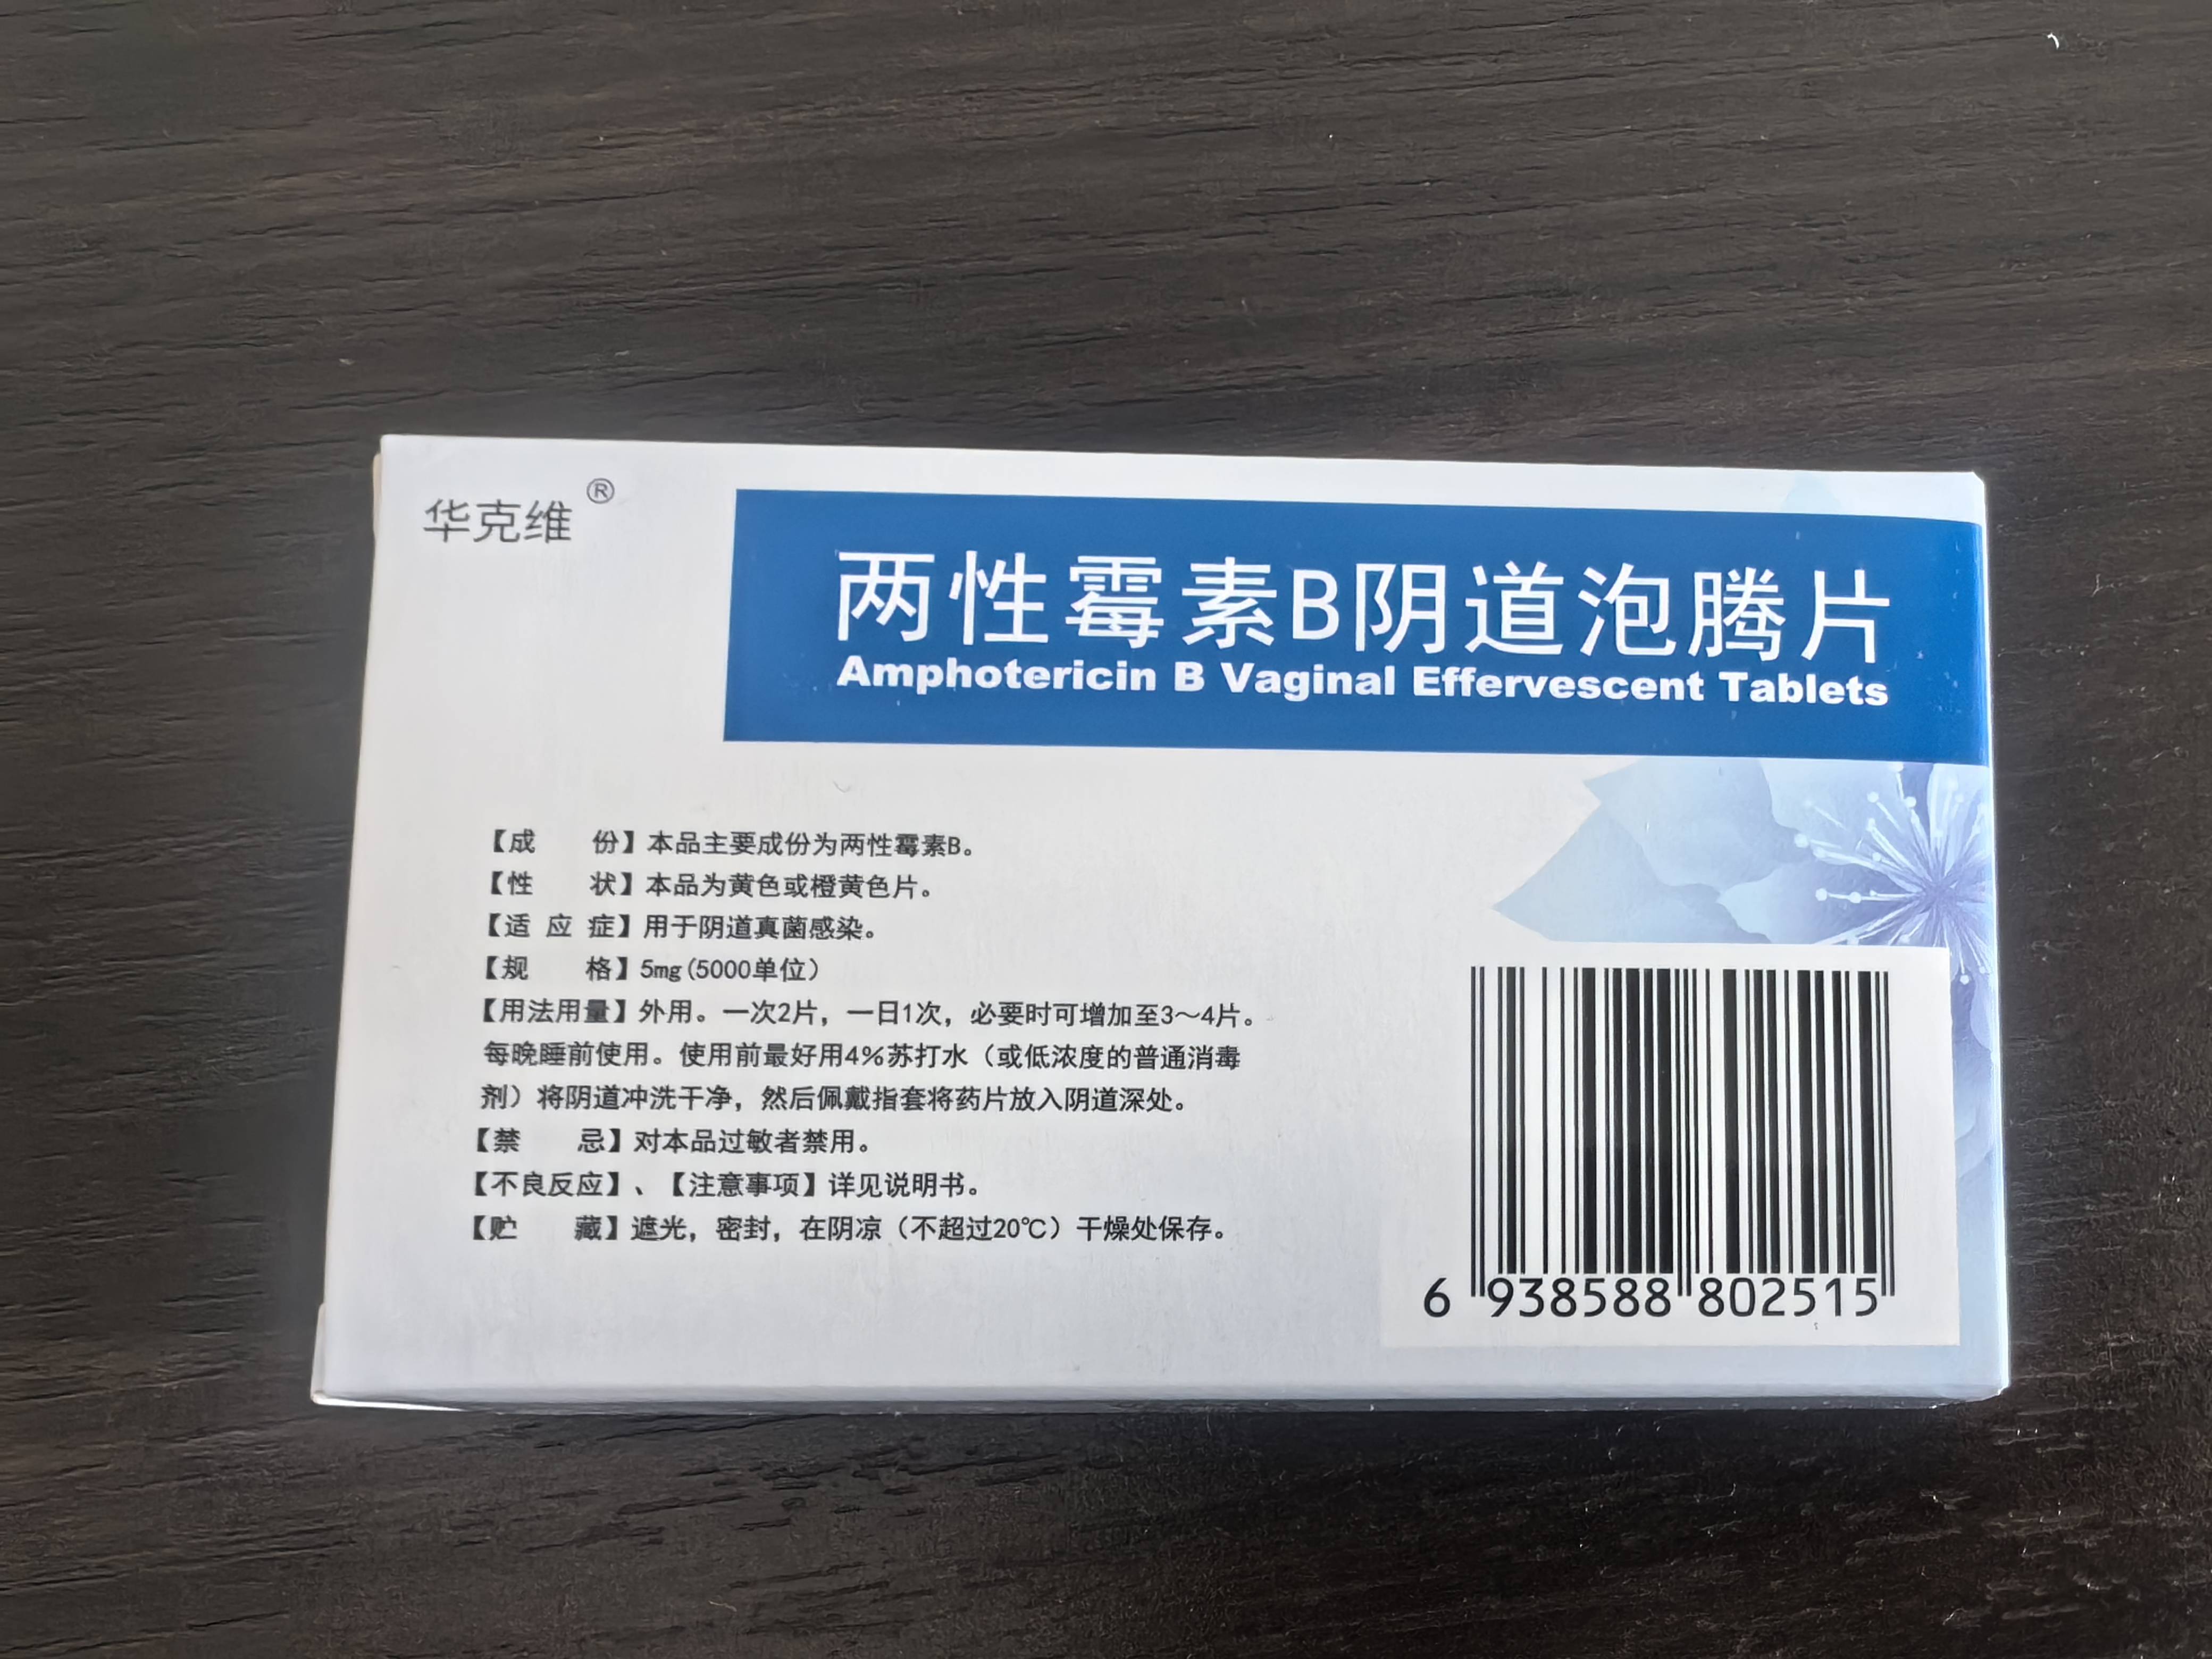 华克维®
两性霉素B阴道泡腾片
Amphotericin B Vaginal Effervescent Tablets
【成　　份】本品主要成份为两性霉素B。
【性　　状】本品为黄色或橙黄色片。
【适 应 症】用于阴道真菌感染。
【规　　格】5mg(5000单位)
【用法用量】外用。一次2片，一日1次，必要时可增加至3～4片。
每晚睡前使用。使用前最好用4%苏打水（或低浓度的普通消毒
剂）将阴道冲洗干净，然后佩戴指套将药片放入阴道深处。
【禁　　忌】对本品过敏者禁用。
【不良反应】、【注意事项】详见说明书。
【贮　　藏】遮光，密封，在阴凉（不超过20℃）干燥处保存。
6 938588 802515